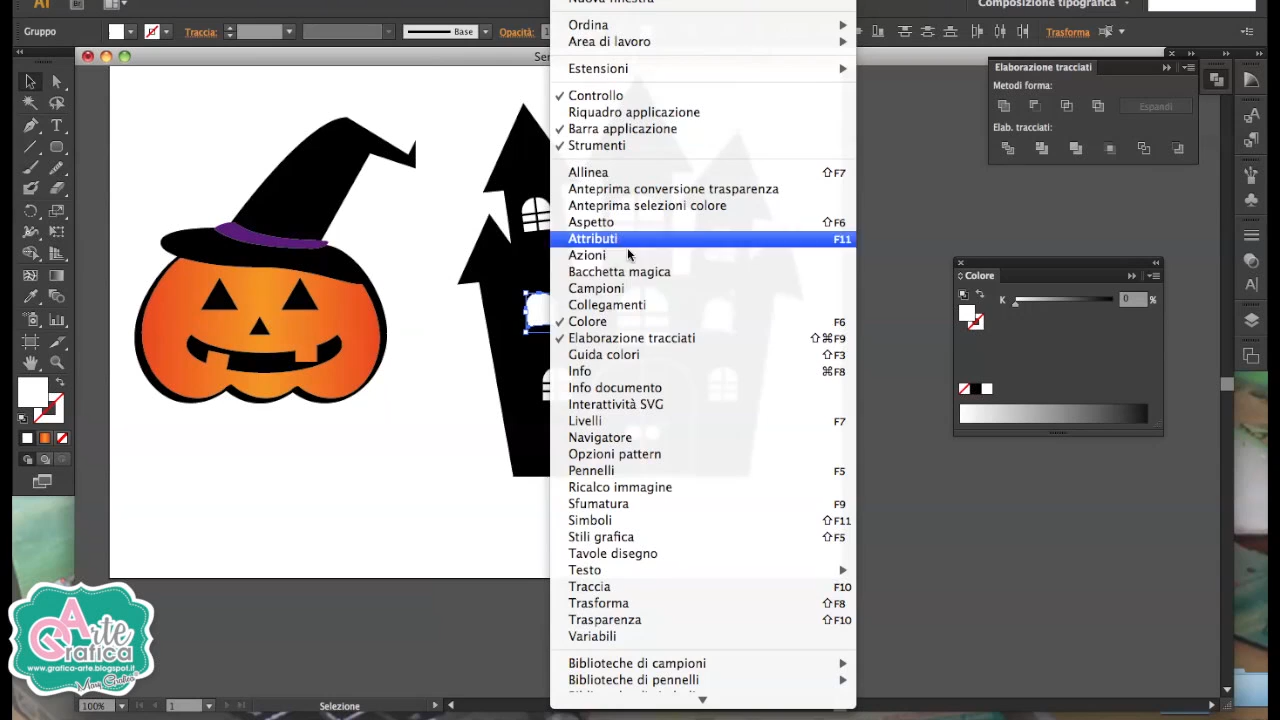 Ai
Br
Nuova finestra
Composizione tipografica
Ordina
Area di lavoro
Gruppo
Traccia:
Base
Opacità:
Trasforma
Estensioni
Controllo
Riquadro applicazione
Barra applicazione
Strumenti
Allinea ⇧F7
Anteprima conversione trasparenza
Anteprima selezioni colore
Aspetto ⇧F6
Attributi F11
Azioni
Bacchetta magica
Campioni
Collegamenti
Colore F6
Elaborazione tracciati ⇧⌘F9
Guida colori ⇧F3
Info ⌘F8
Info documento
Interattività SVG
Livelli F7
Navigatore
Opzioni pattern
Pennelli F5
Ricalco immagine
Sfumatura F9
Simboli ⇧F11
Stili grafica ⇧F5
Tavole disegno
Testo
Traccia F10
Trasforma ⇧F8
Trasparenza ⇧F10
Variabili
Biblioteche di campioni
Biblioteche di pennelli
Elaborazione tracciati
Metodi forma:
Espandi
Elab. tracciati:
Colore
K 0 %
Arte
Grafica
www.grafica-arte.blogspot.it
100%
1
Selezione